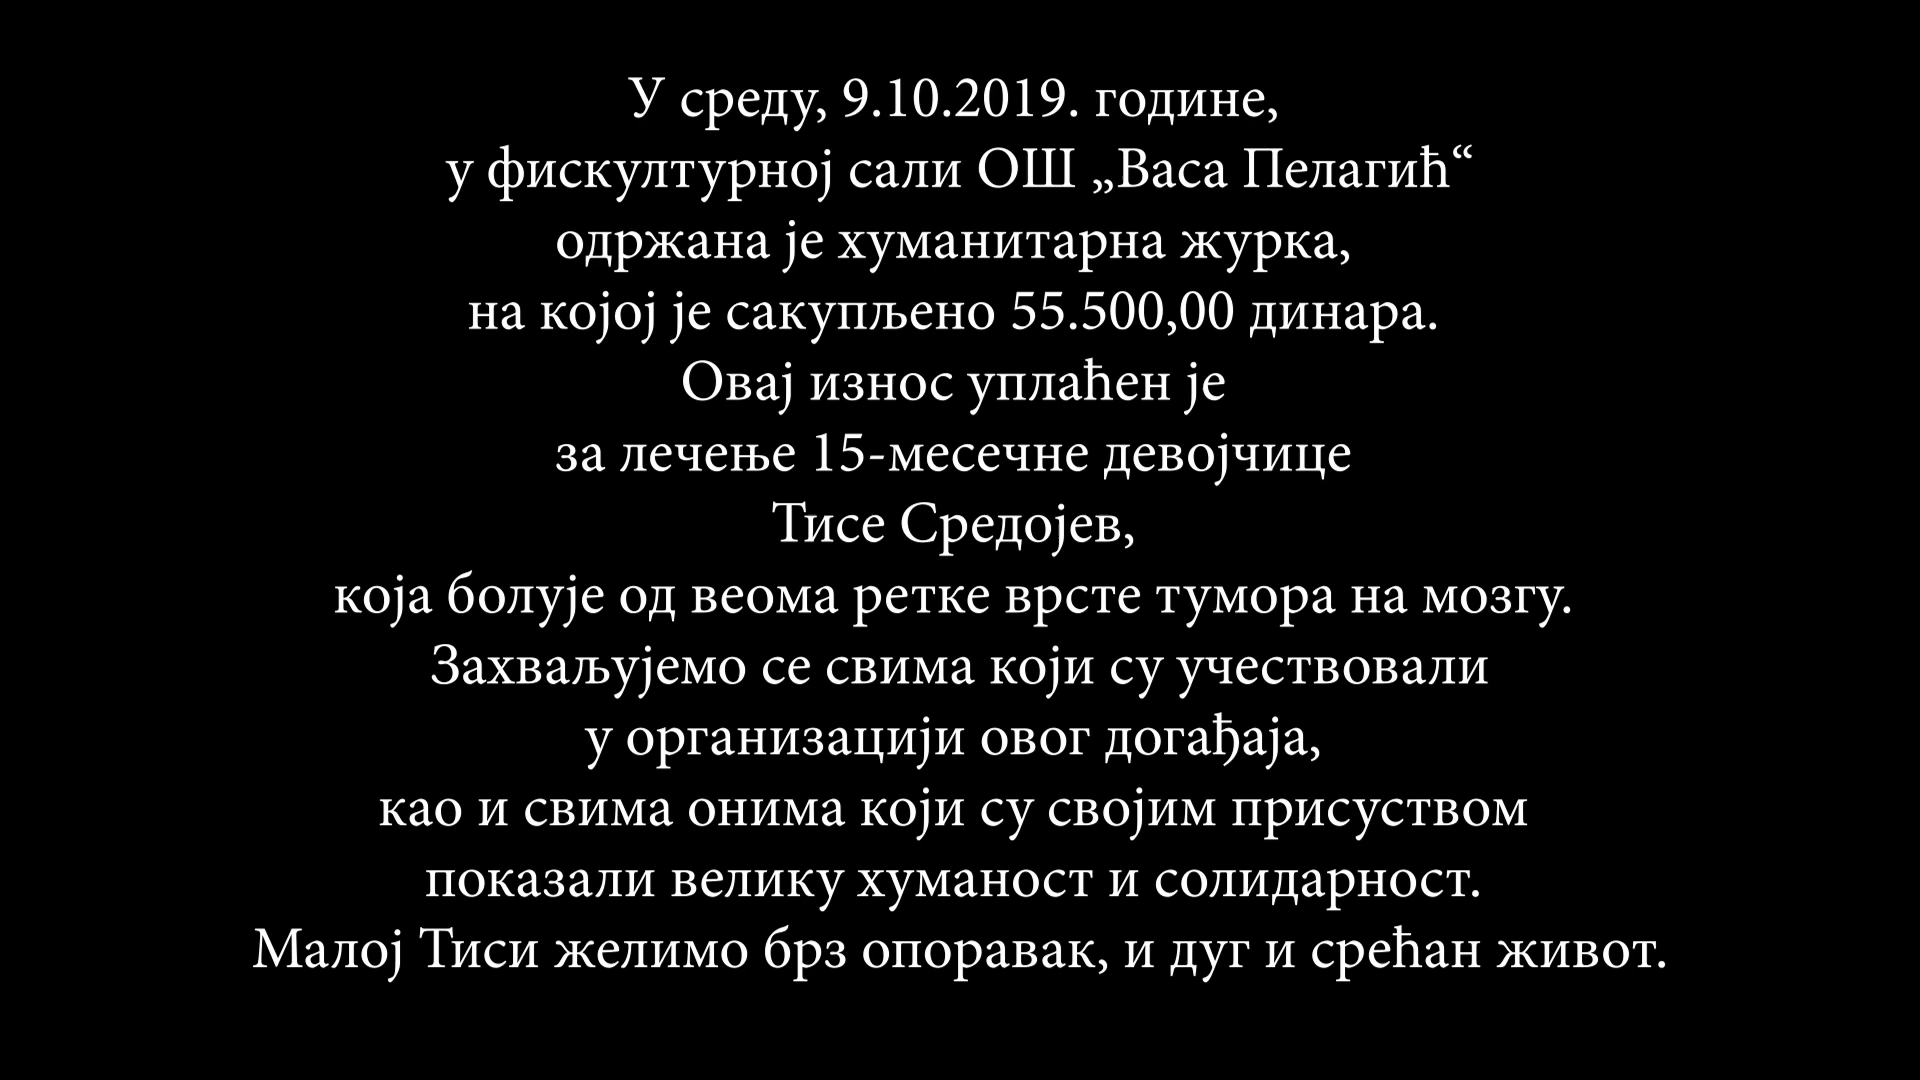 У среду, 9.10.2019. године,
у фискултурној сали ОШ „Васа Пелагић“
одржана је хуманитарна журка,
на којој је сакупљено 55.500,00 динара.
Овај износ уплаћен је
за лечење 15-месечне девојчице
Тисе Средојев,
која болује од веома ретке врсте тумора на мозгу.
Захваљујемо се свима који су учествовали
у организацији овог догађаја,
као и свима онима који су својим присуством
показали велику хуманост и солидарност.
Малој Тиси желимо брз опоравак, и дуг и срећан живот.